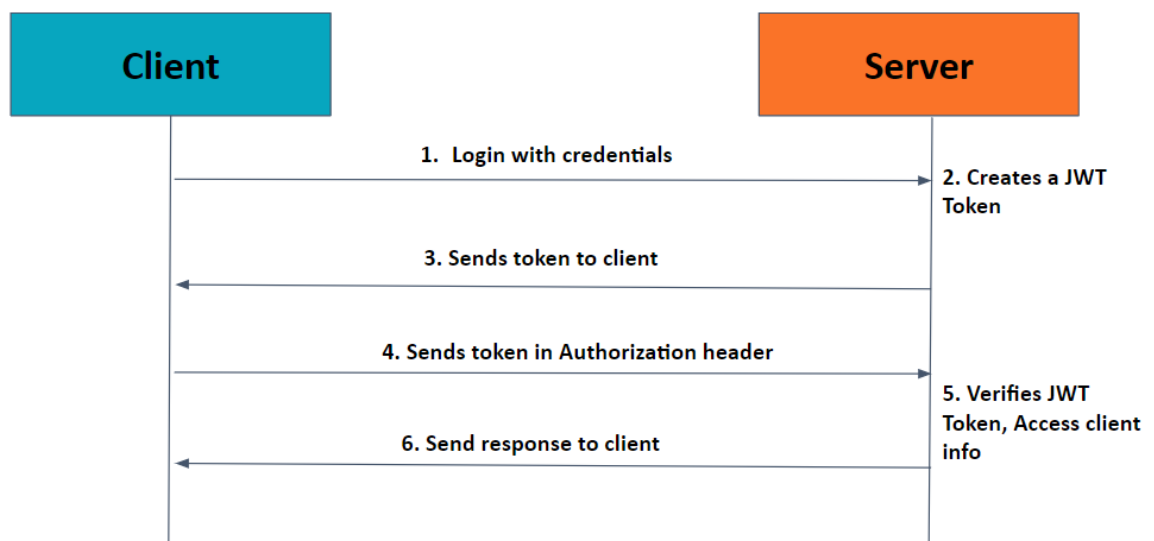 Client
Server
1. Login with credentials
2. Creates a JWT
Token
3. Sends token to client
4. Sends token in Authorization header
5. Verifies JWT
Token, Access client
info
6. Send response to client